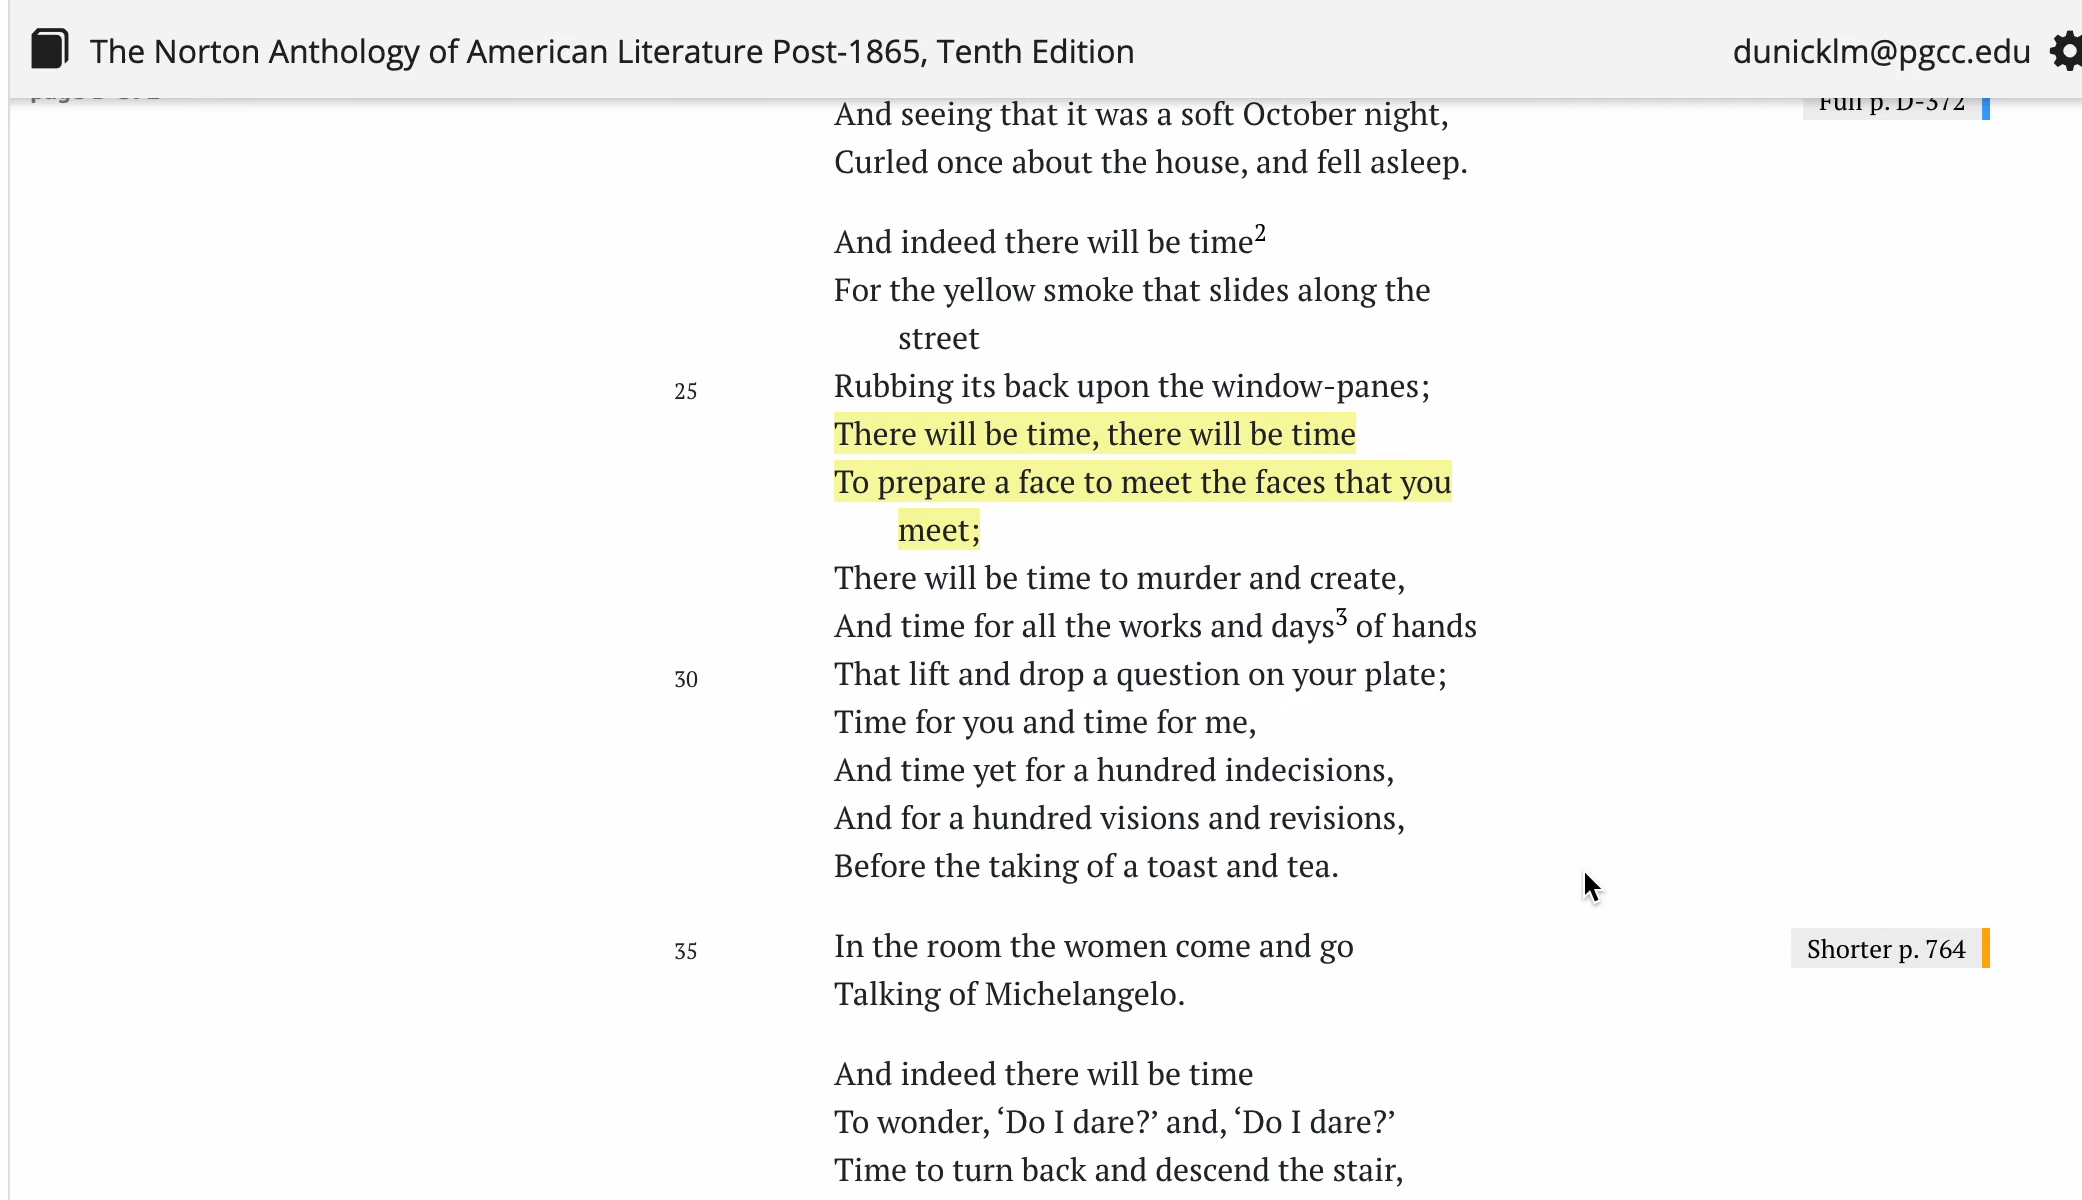 The Norton Anthology of American Literature Post-1865, Tenth Edition
dunicklm@pgcc.edu
Full p. D-372
And seeing that it was a soft October night,
Curled once about the house, and fell asleep.
And indeed there will be time2
For the yellow smoke that slides along the
street
25 Rubbing its back upon the window-panes;
There will be time, there will be time
To prepare a face to meet the faces that you
meet;
There will be time to murder and create,
And time for all the works and days3 of hands
30 That lift and drop a question on your plate;
Time for you and time for me,
And time yet for a hundred indecisions,
And for a hundred visions and revisions,
Before the taking of a toast and tea.
35 In the room the women come and go
Shorter p. 764
Talking of Michelangelo.
And indeed there will be time
To wonder, ‘Do I dare?’ and, ‘Do I dare?’
Time to turn back and descend the stair,